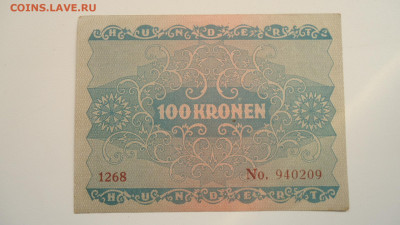 COINS.LAVE.RU
HUNDERT
100 KRONEN
1268 No. 940209
HUNDERT